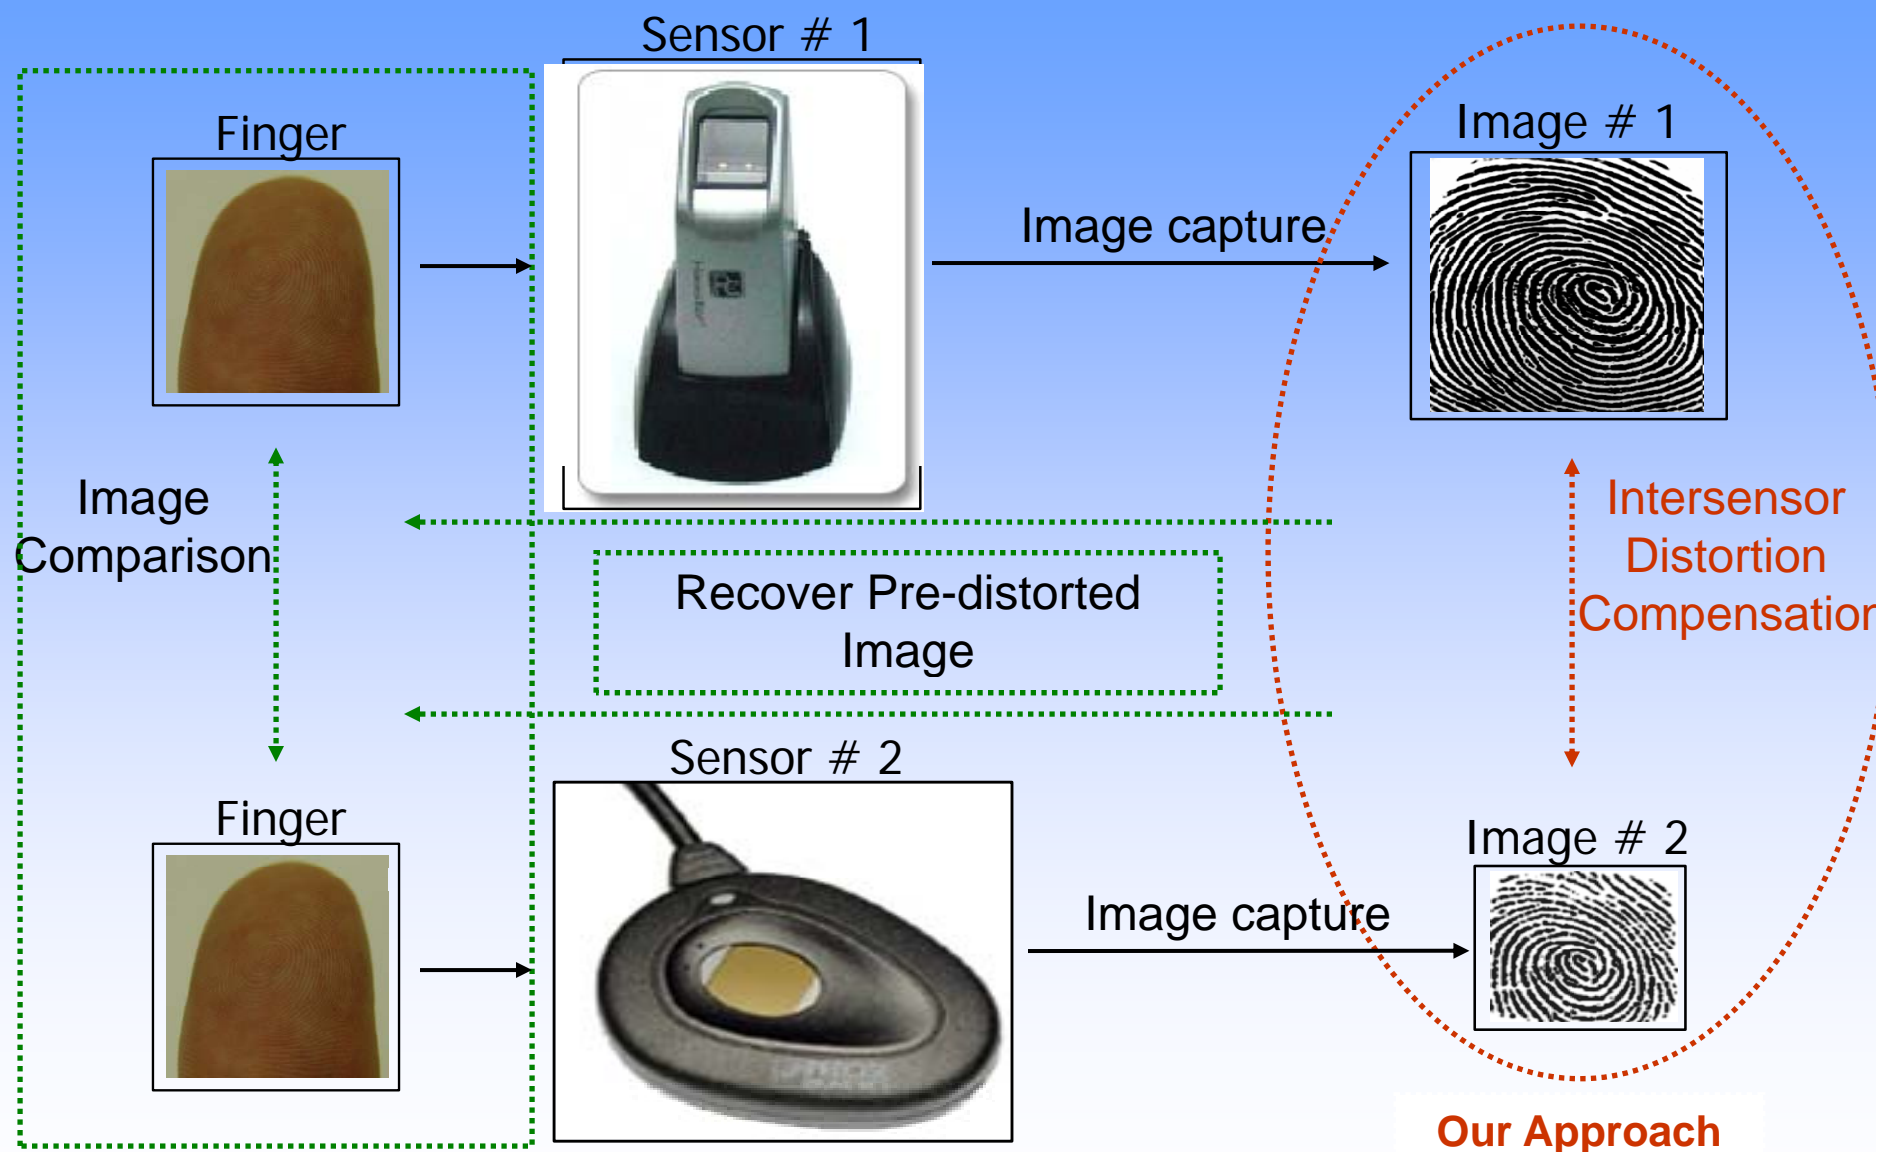 Sensor # 1
Finger
Image # 1
Image capture
Image
Comparison
Intersensor
Distortion
Compensation
Recover Pre-distorted
Image
Sensor # 2
Finger
Image # 2
Image capture
Our Approach